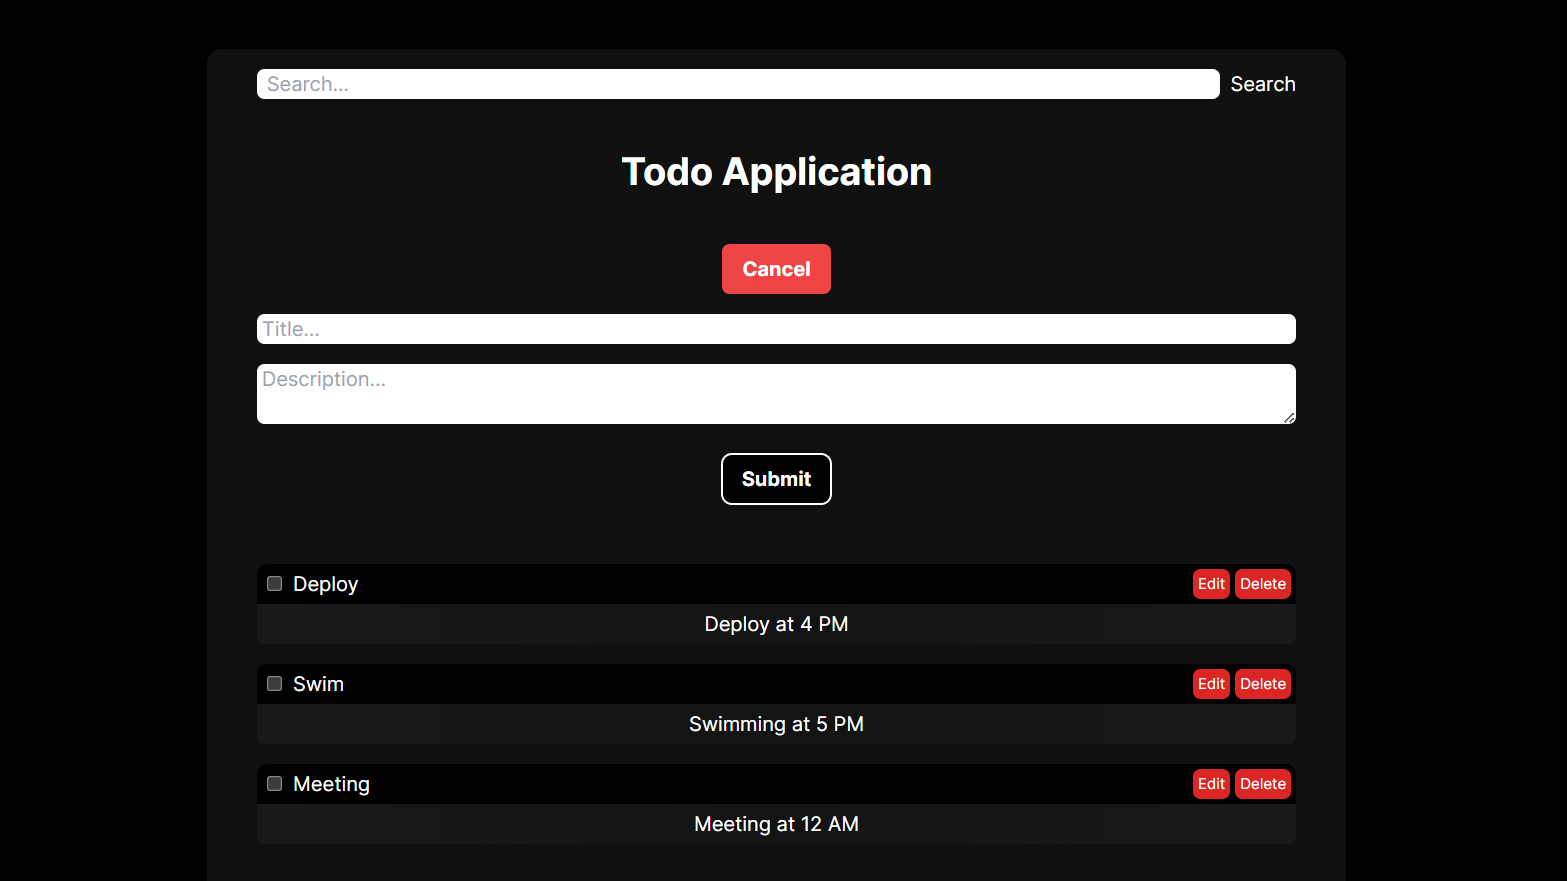 Search... Search
Todo Application
Cancel
Title...
Description...
Submit
Deploy Edit Delete
Deploy at 4 PM
Swim Edit Delete
Swimming at 5 PM
Meeting Edit Delete
Meeting at 12 AM